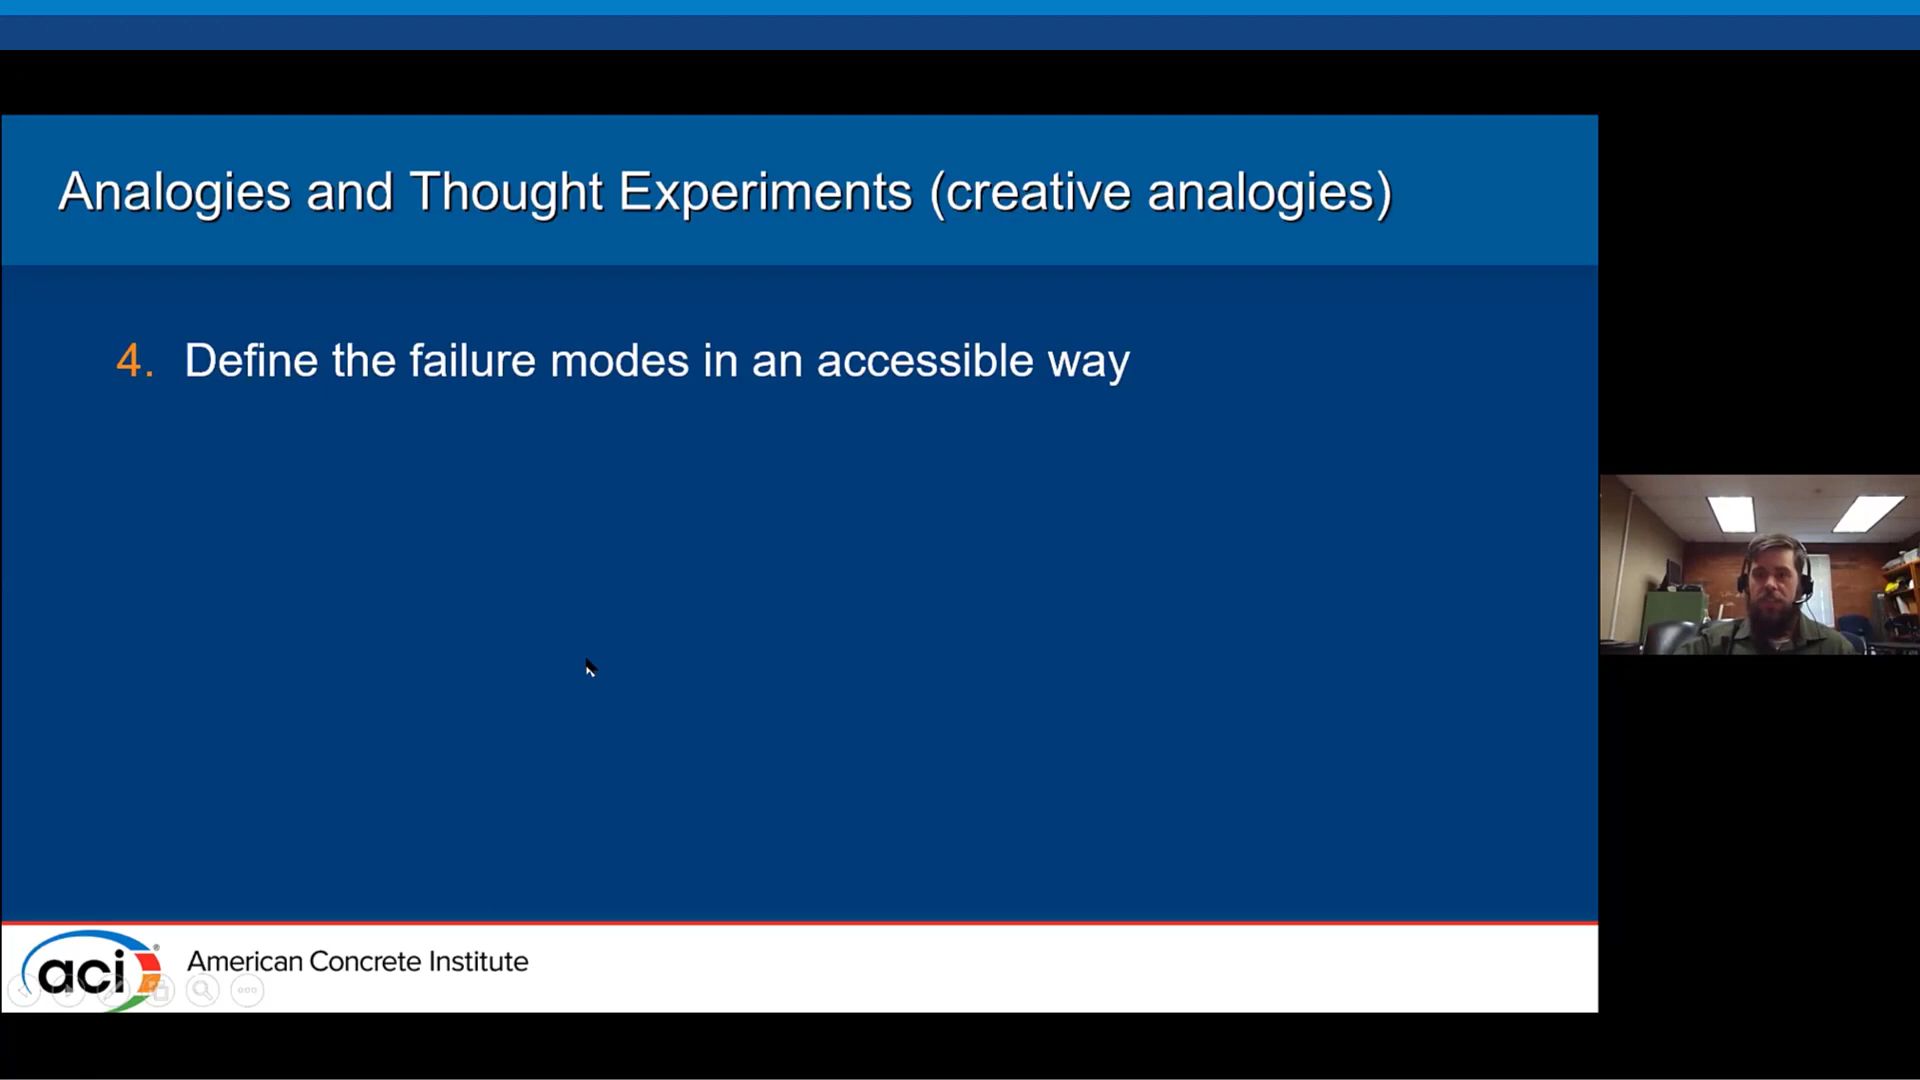 Analogies and Thought Experiments (creative analogies)
4. Define the failure modes in an accessible way
aci ® American Concrete Institute